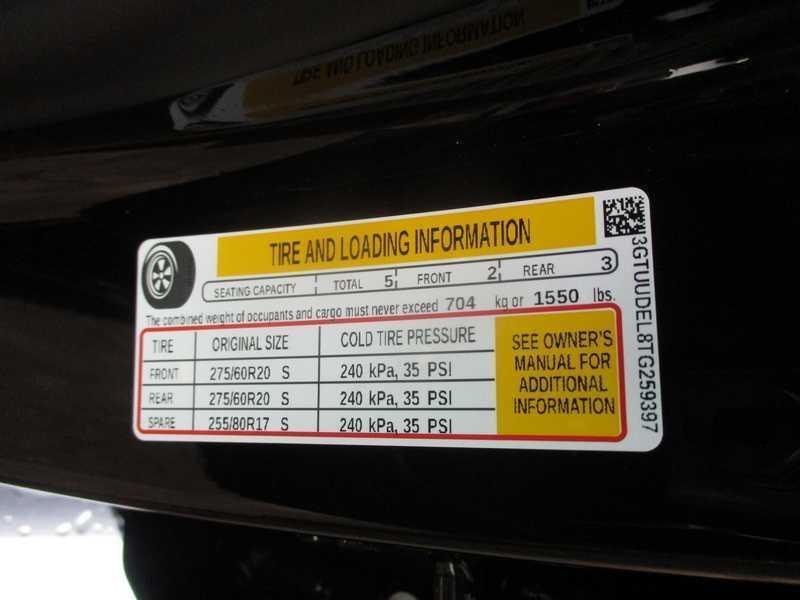 TIRE AND LOADING INFORMATION
SEATING CAPACITY TOTAL 5 FRONT 2 REAR 3
The combined weight of occupants and cargo must never exceed 704 kg or 1550 lbs.
TIRE ORIGINAL SIZE COLD TIRE PRESSURE
FRONT 275/60R20 S 240 kPa, 35 PSI
REAR 275/60R20 S 240 kPa, 35 PSI
SPARE 255/80R17 S 240 kPa, 35 PSI
SEE OWNER'S
MANUAL FOR
ADDITIONAL
INFORMATION
3GTUUDEL8TG259397